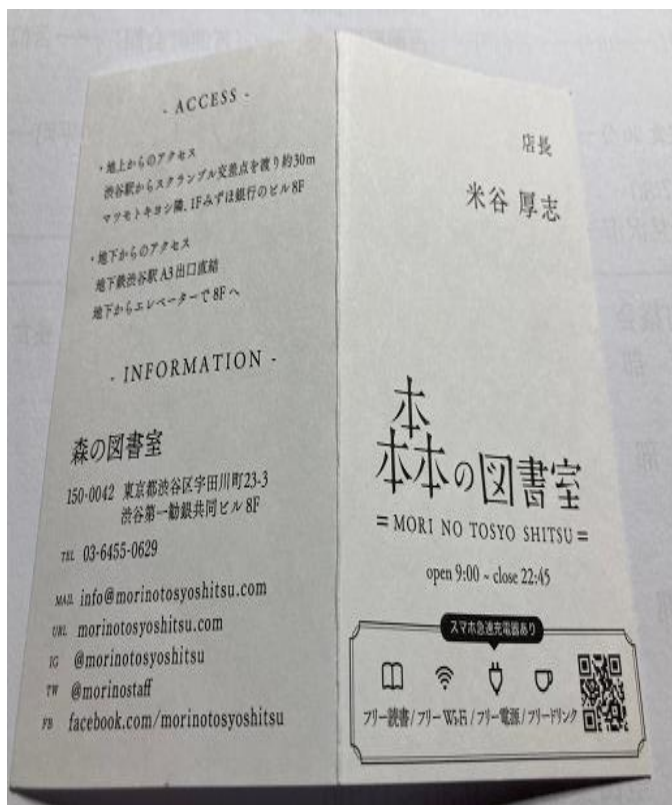 - ACCESS -
・地上からのアクセス
渋谷駅からスクランブル交差点を渡り約30m
マツモトキヨシ隣、1Fみずほ銀行のビル8F
・地下からのアクセス
地下鉄渋谷駅A3出口直結
地下からエレベーターで8Fへ
- INFORMATION -
森の図書室
150-0042 東京都渋谷区宇田川町23-3
渋谷第一勧銀共同ビル 8F
TEL 03-6455-0629
MAIL info@morinotosyoshitsu.com
URL morinotosyoshitsu.com
IG @morinotosyoshitsu
TW @morinostaff
FB facebook.com/morinotosyoshitsu
店長
米谷 厚志
本
本本の図書室
=MORI NO TOSYO SHITSU=
open 9:00 ~ close 22:45
スマホ急速充電器あり
フリー読書/フリーWi-Fi/フリー電源/フリードリンク